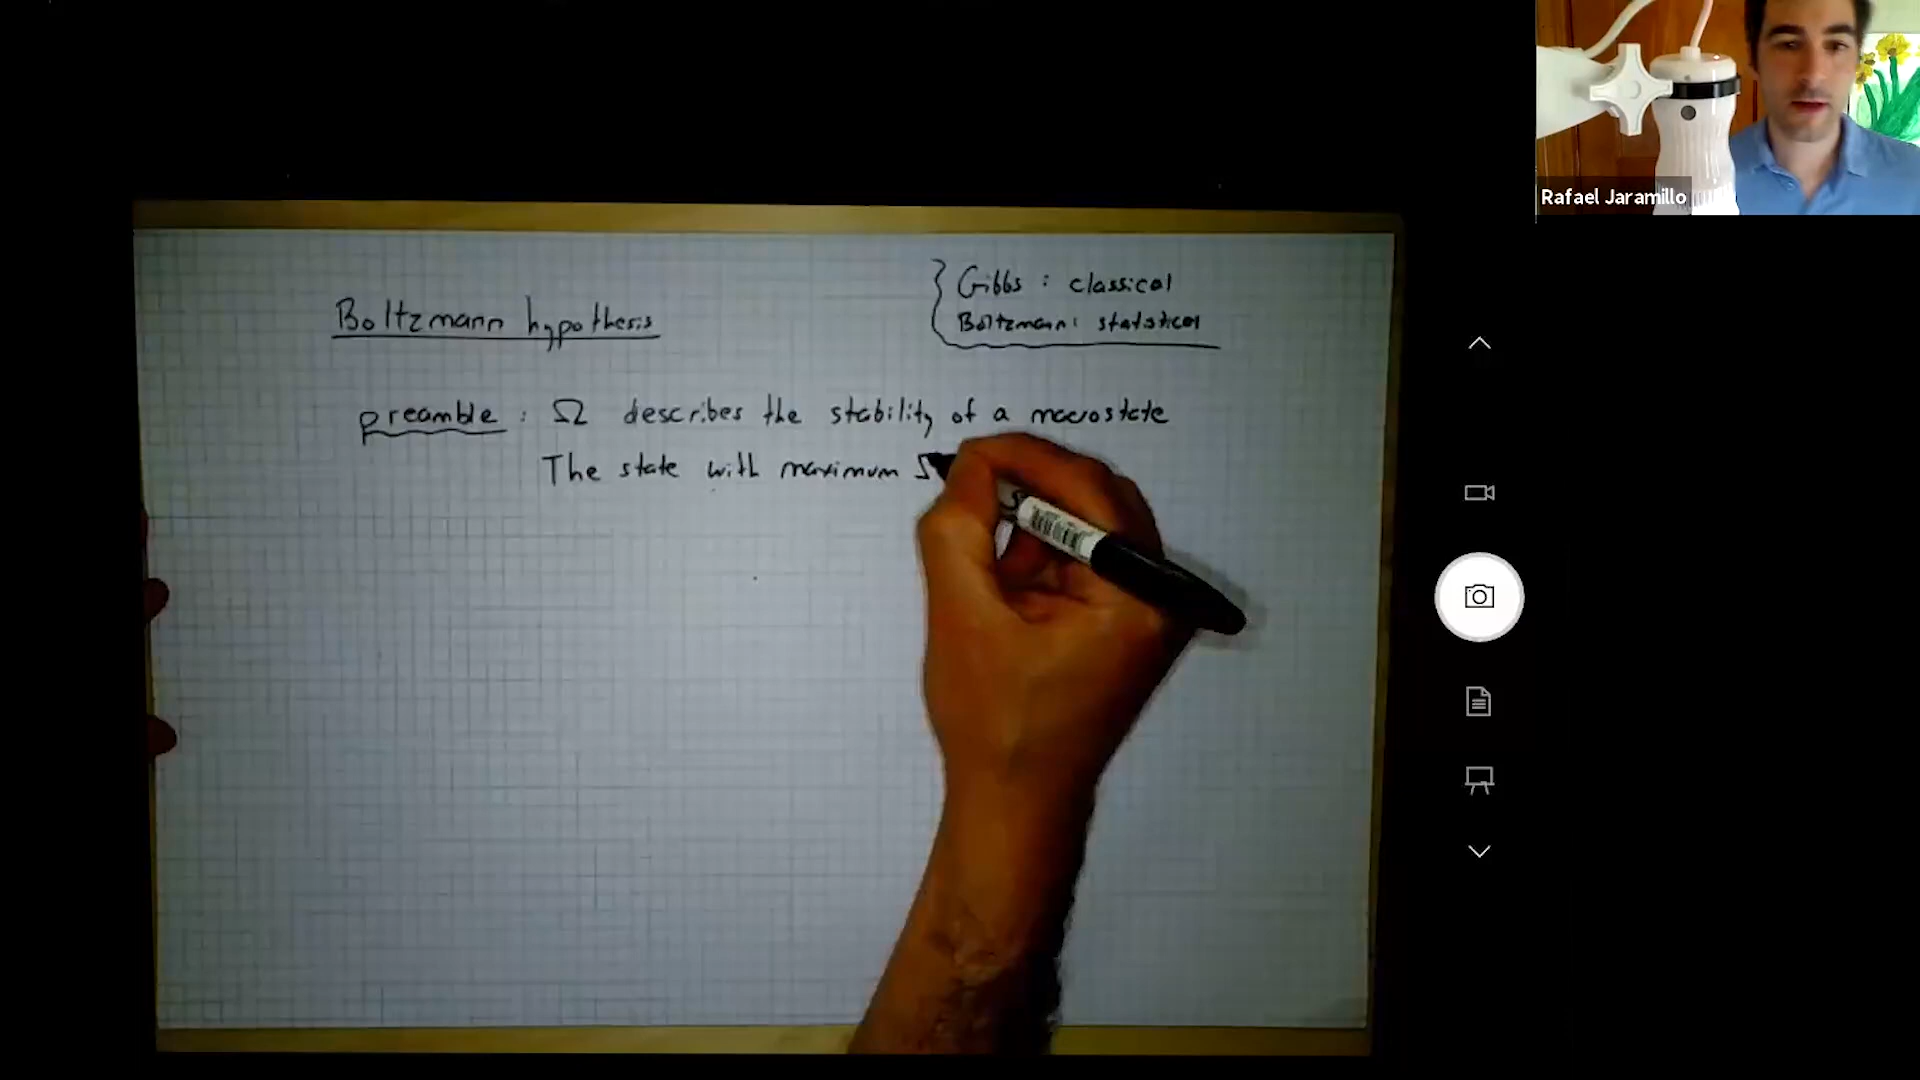 Rafael Jaramillo
Gibbs : classical
Boltzmann : statistical
Boltzmann hypothesis
preamble : Ω describes the stability of a macrostate
The state with maximum